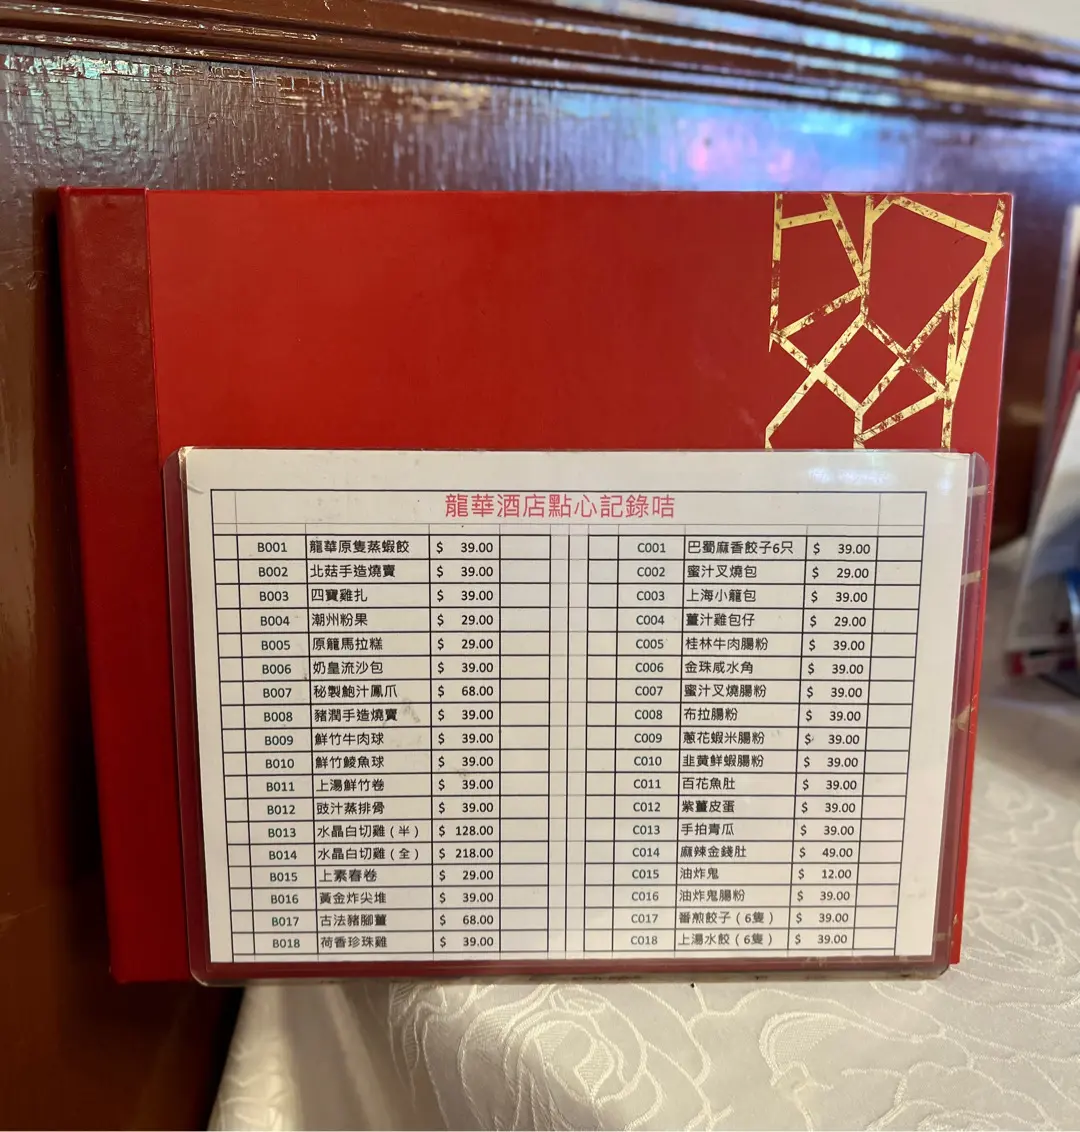 龍華酒店點心記錄咭
B001 龍華原隻蒸蝦餃 $ 39.00
B002 北菇手造燒賣 $ 39.00
B003 四寶雞扎 $ 39.00
B004 潮州粉果 $ 29.00
B005 原籠馬拉糕 $ 29.00
B006 奶皇流沙包 $ 39.00
B007 秘製鮑汁鳳爪 $ 68.00
B008 豬潤手造燒賣 $ 39.00
B009 鮮竹牛肉球 $ 39.00
B010 鮮竹鯪魚球 $ 39.00
B011 上湯鮮竹卷 $ 39.00
B012 豉汁蒸排骨 $ 39.00
B013 水晶白切雞（半） $ 128.00
B014 水晶白切雞（全） $ 218.00
B015 上素春卷 $ 29.00
B016 黃金炸尖堆 $ 39.00
B017 古法豬腳薑 $ 68.00
B018 荷香珍珠雞 $ 39.00
C001 巴蜀麻香餃子6只 $ 39.00
C002 蜜汁叉燒包 $ 29.00
C003 上海小籠包 $ 39.00
C004 薑汁雞包仔 $ 29.00
C005 桂林牛肉腸粉 $ 39.00
C006 金珠咸水角 $ 39.00
C007 蜜汁叉燒腸粉 $ 39.00
C008 布拉腸粉 $ 39.00
C009 蔥花蝦米腸粉 $ 39.00
C010 韭黄鮮蝦腸粉 $ 39.00
C011 百花魚肚 $ 39.00
C012 紫薑皮蛋 $ 39.00
C013 手拍青瓜 $ 39.00
C014 麻辣金錢肚 $ 49.00
C015 油炸鬼 $ 12.00
C016 油炸鬼腸粉 $ 39.00
C017 香煎餃子（6隻） $ 39.00
C018 上湯水餃（6隻） $ 39.00